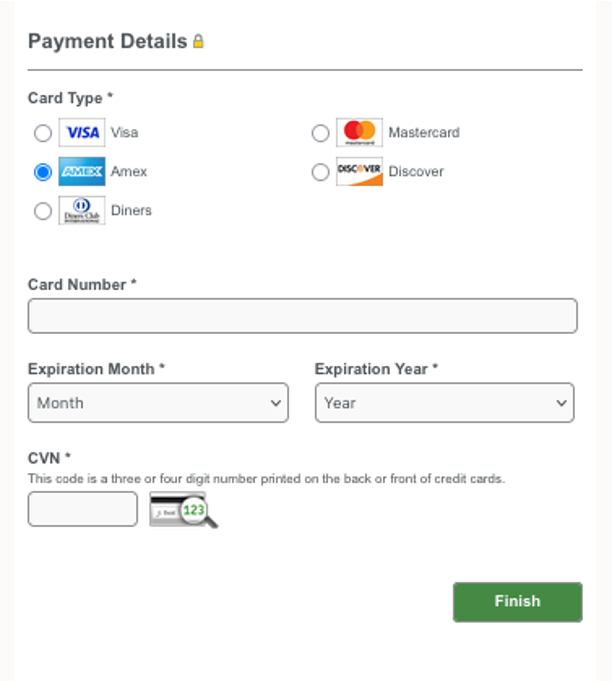 Payment Details
Card Type *
VISA Visa
mastercard Mastercard
AMEX Amex
DISCOVER Discover
Diners Club INTERNATIONAL Diners
Card Number *
Expiration Month * Expiration Year *
Month Year
CVN *
This code is a three or four digit number printed on the back or front of credit cards.
123
Finish